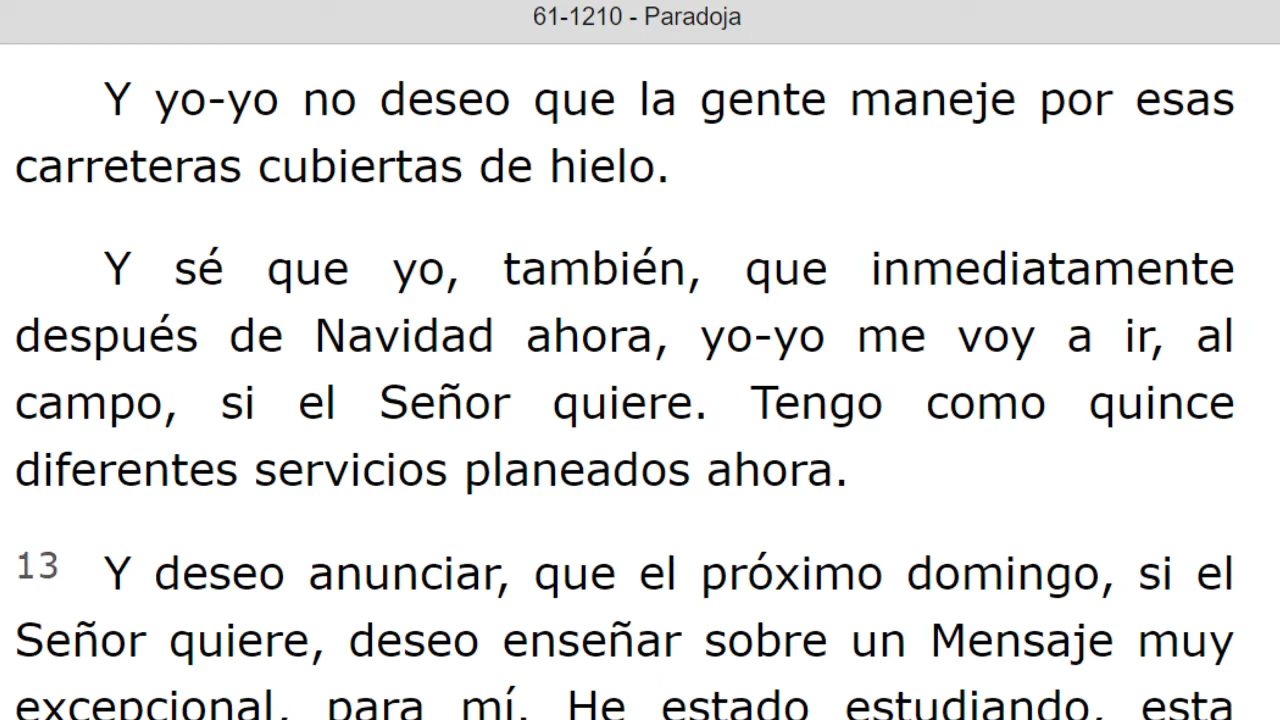 61-1210 - Paradoja
Y yo-yo no deseo que la gente maneje por esas
carreteras cubiertas de hielo.
Y sé que yo, también, que inmediatamente
después de Navidad ahora, yo-yo me voy a ir, al
campo, si el Señor quiere. Tengo como quince
diferentes servicios planeados ahora.
13 Y deseo anunciar, que el próximo domingo, si el
Señor quiere, deseo enseñar sobre un Mensaje muy
excepcional, para mí. He estado estudiando, esta